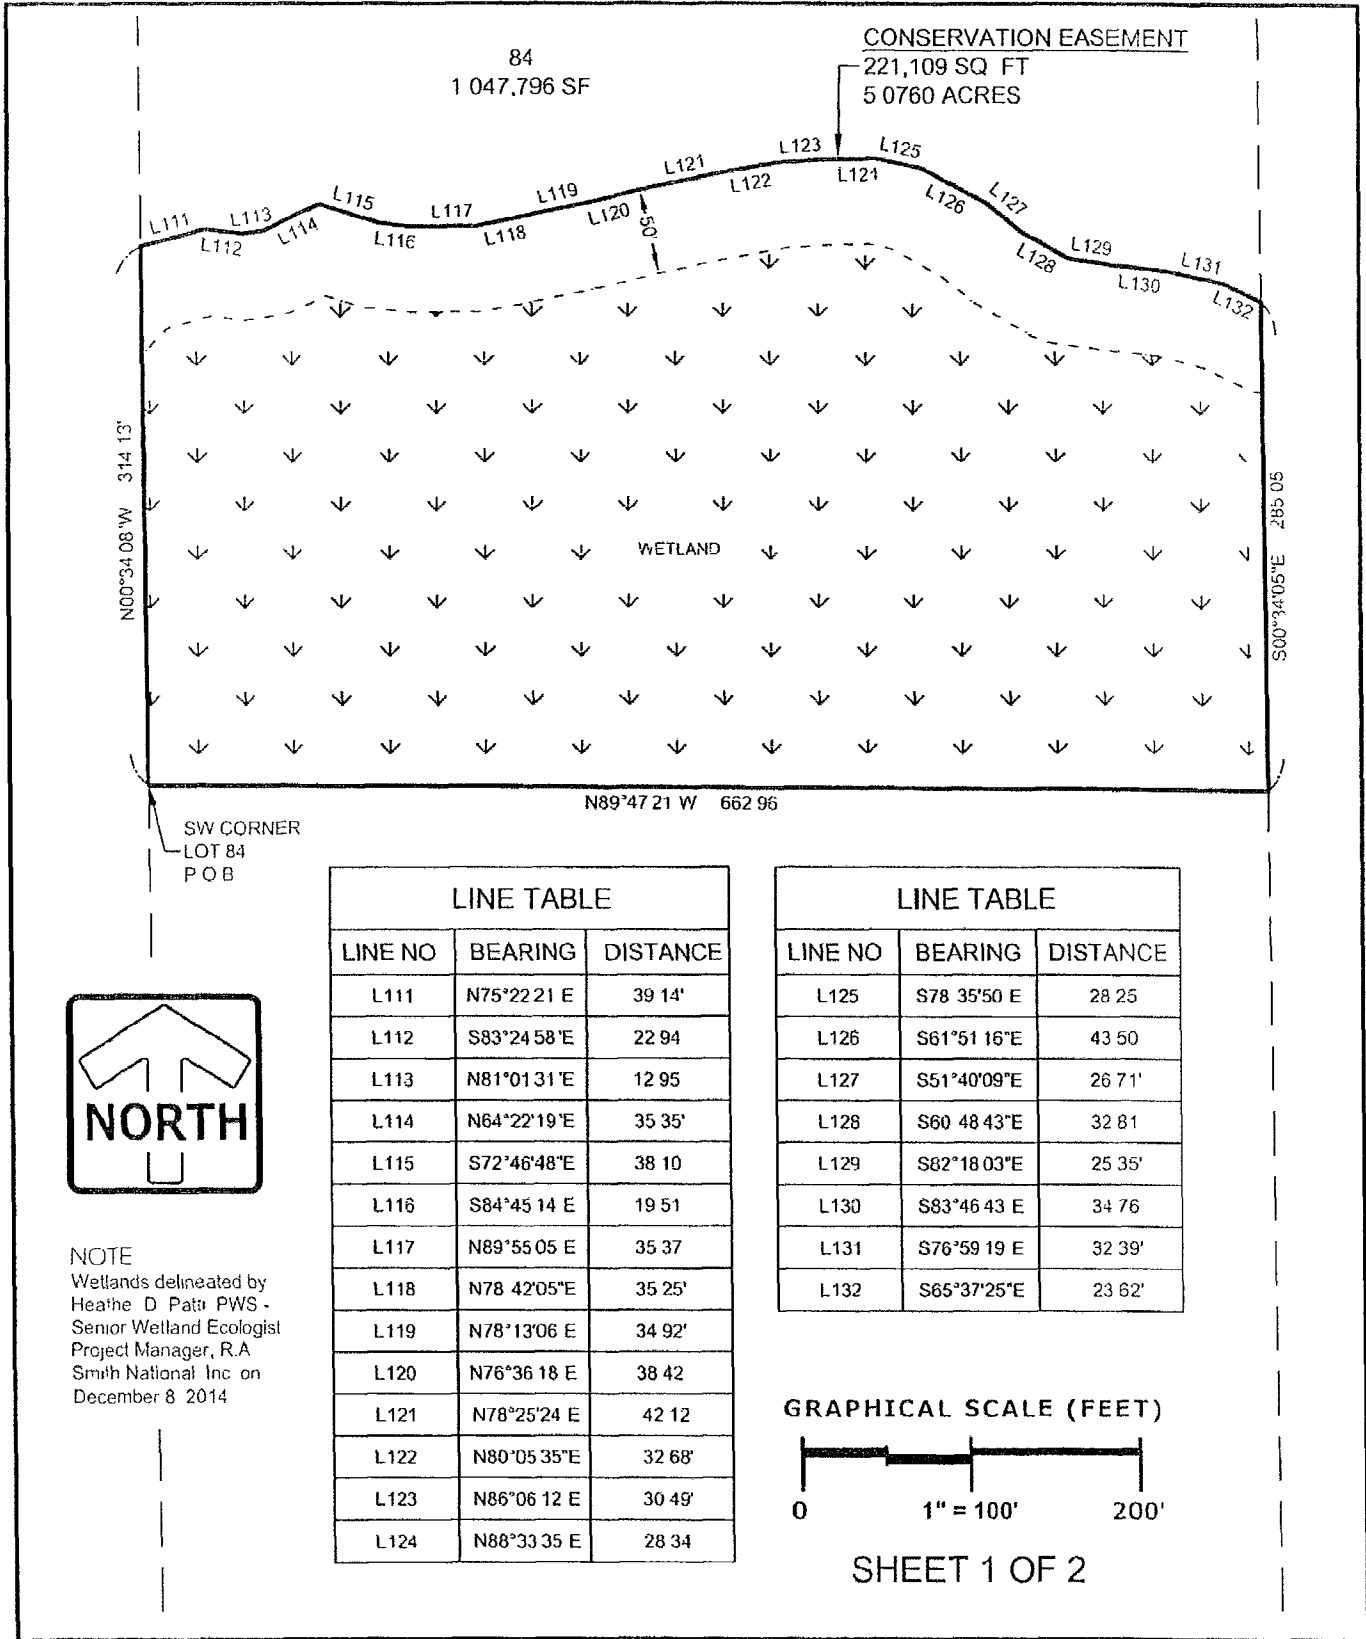 CONSERVATION EASEMENT
221,109 SQ FT
5 0760 ACRES
84
1 047,796 SF
L111
L112
L113
L114
L115
L116
L117
L118
L119
L120
L121
L122
L123
L124
L125
L126
L127
L128
L129
L130
L131
L132
50'
N00°34 08"W 314 13'
WETLAND
S00°34'05"E 285 05
N89°47 21 W 662 96
SW CORNER
LOT 84
P O B
LINE TABLE
LINE NO BEARING DISTANCE
L111 N75°22 21 E 39 14'
L112 S83°24 58"E 22 94
L113 N81°01 31"E 12 95
L114 N64°22'19"E 35 35'
L115 S72°46'48"E 38 10
L116 S84°45 14 E 19 51
L117 N89°55 05 E 35 37
L118 N78 42'05"E 35 25'
L119 N78°13'06 E 34 92'
L120 N76°36 18 E 38 42
L121 N78°25'24 E 42 12
L122 N80°05 35"E 32 68'
L123 N86°06 12 E 30 49'
L124 N88°33 35 E 28 34
LINE TABLE
LINE NO BEARING DISTANCE
L125 S78 35'50 E 28 25
L126 S61°51 16"E 43 50
L127 S51°40'09"E 26 71'
L128 S60 48 43"E 32 81
L129 S82°18 03"E 25 35'
L130 S83°46 43 E 34 76
L131 S76°59 19 E 32 39'
L132 S65°37'25"E 23 62'
NORTH
NOTE
Wetlands delineated by
Heathe D Patti PWS -
Senior Wetland Ecologist
Project Manager, R.A
Smith National Inc on
December 8 2014
GRAPHICAL SCALE (FEET)
0 1" = 100' 200'
SHEET 1 OF 2